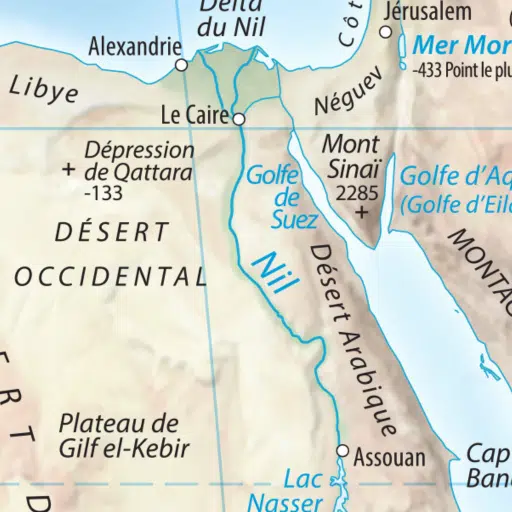 Delta
du Nil
Jérusalem
Alexandrie
Mer Mor
-433 Point le plu
Libye
Néguev
Le Caire
Dépression
de Qattara
-133
Mont
Sinaï
2285
Golfe
de
Suez
Golfe d'Aq
(Golfe d'Eila
DÉSERT
OCCIDENTAL
Nil
Désert Arabique
MONTAG
Plateau de
Gilf el-Kebir
Assouan
Lac
Nasser
Cap
Bana
ERT
D
Côt